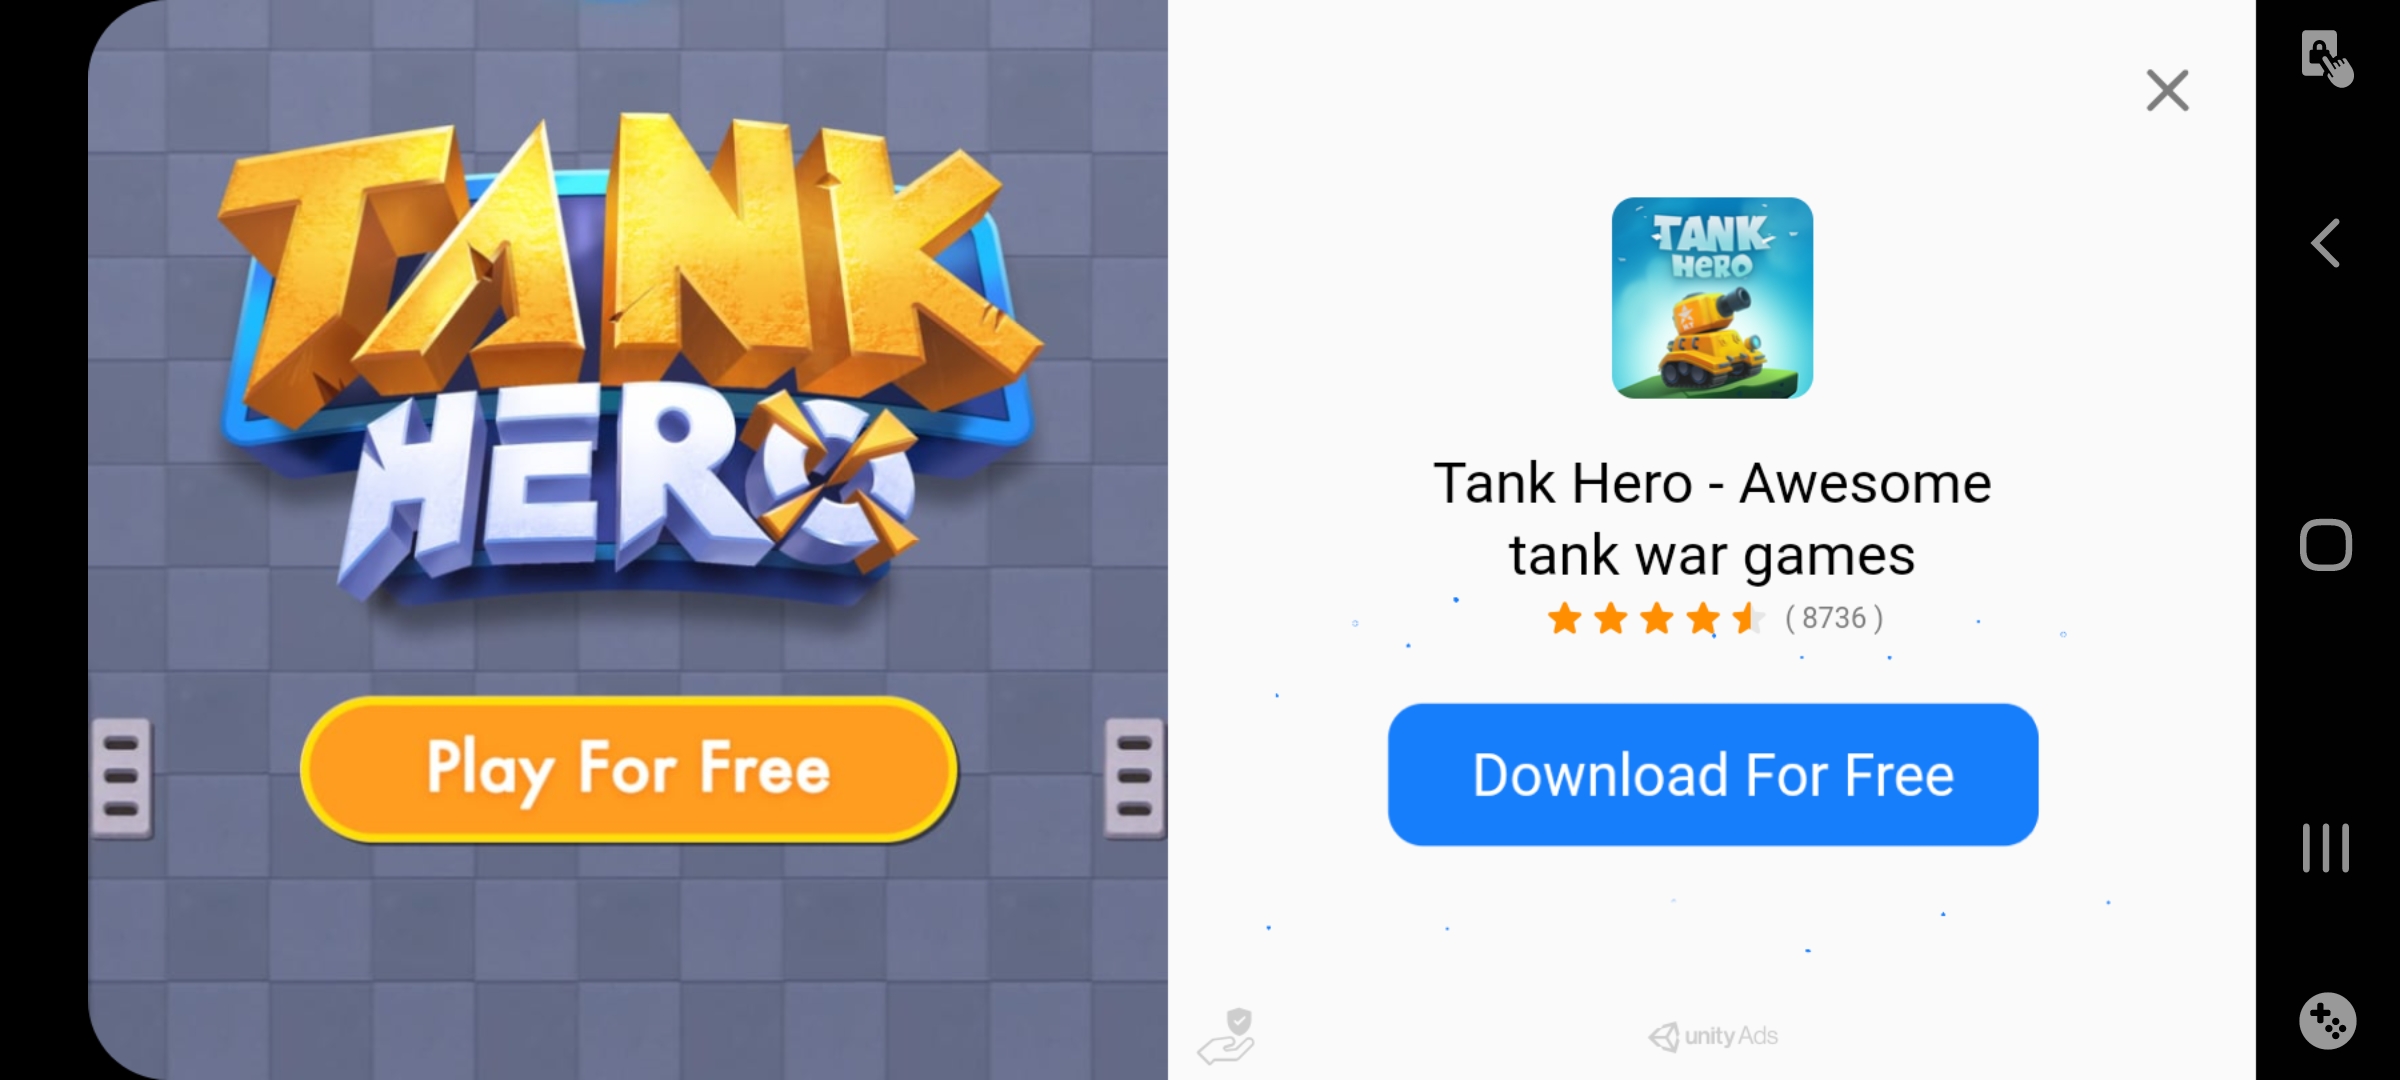 TANK
HERO
Play For Free
TANK
HERO
Tank Hero - Awesome
tank war games
( 8736 )
Download For Free
unity Ads